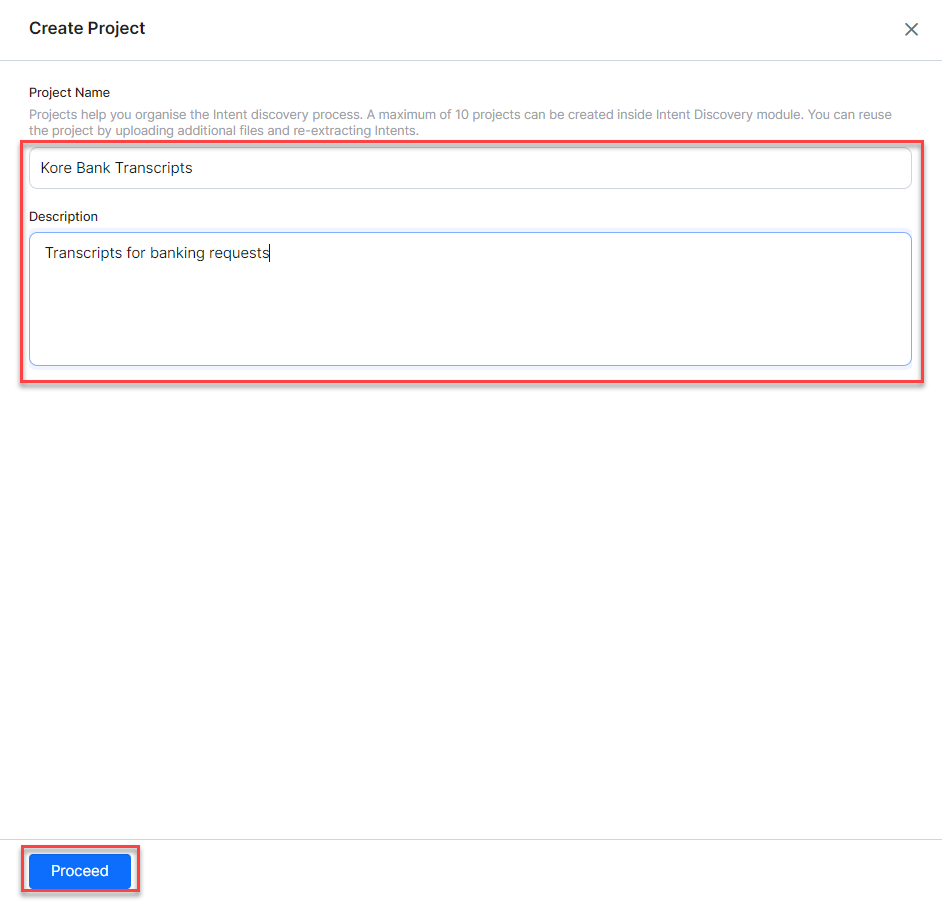 Create Project
Project Name
Projects help you organise the Intent discovery process. A maximum of 10 projects can be created inside Intent Discovery module. You can reuse
the project by uploading additional files and re-extracting Intents.
Kore Bank Transcripts
Description
Transcripts for banking requests
Proceed